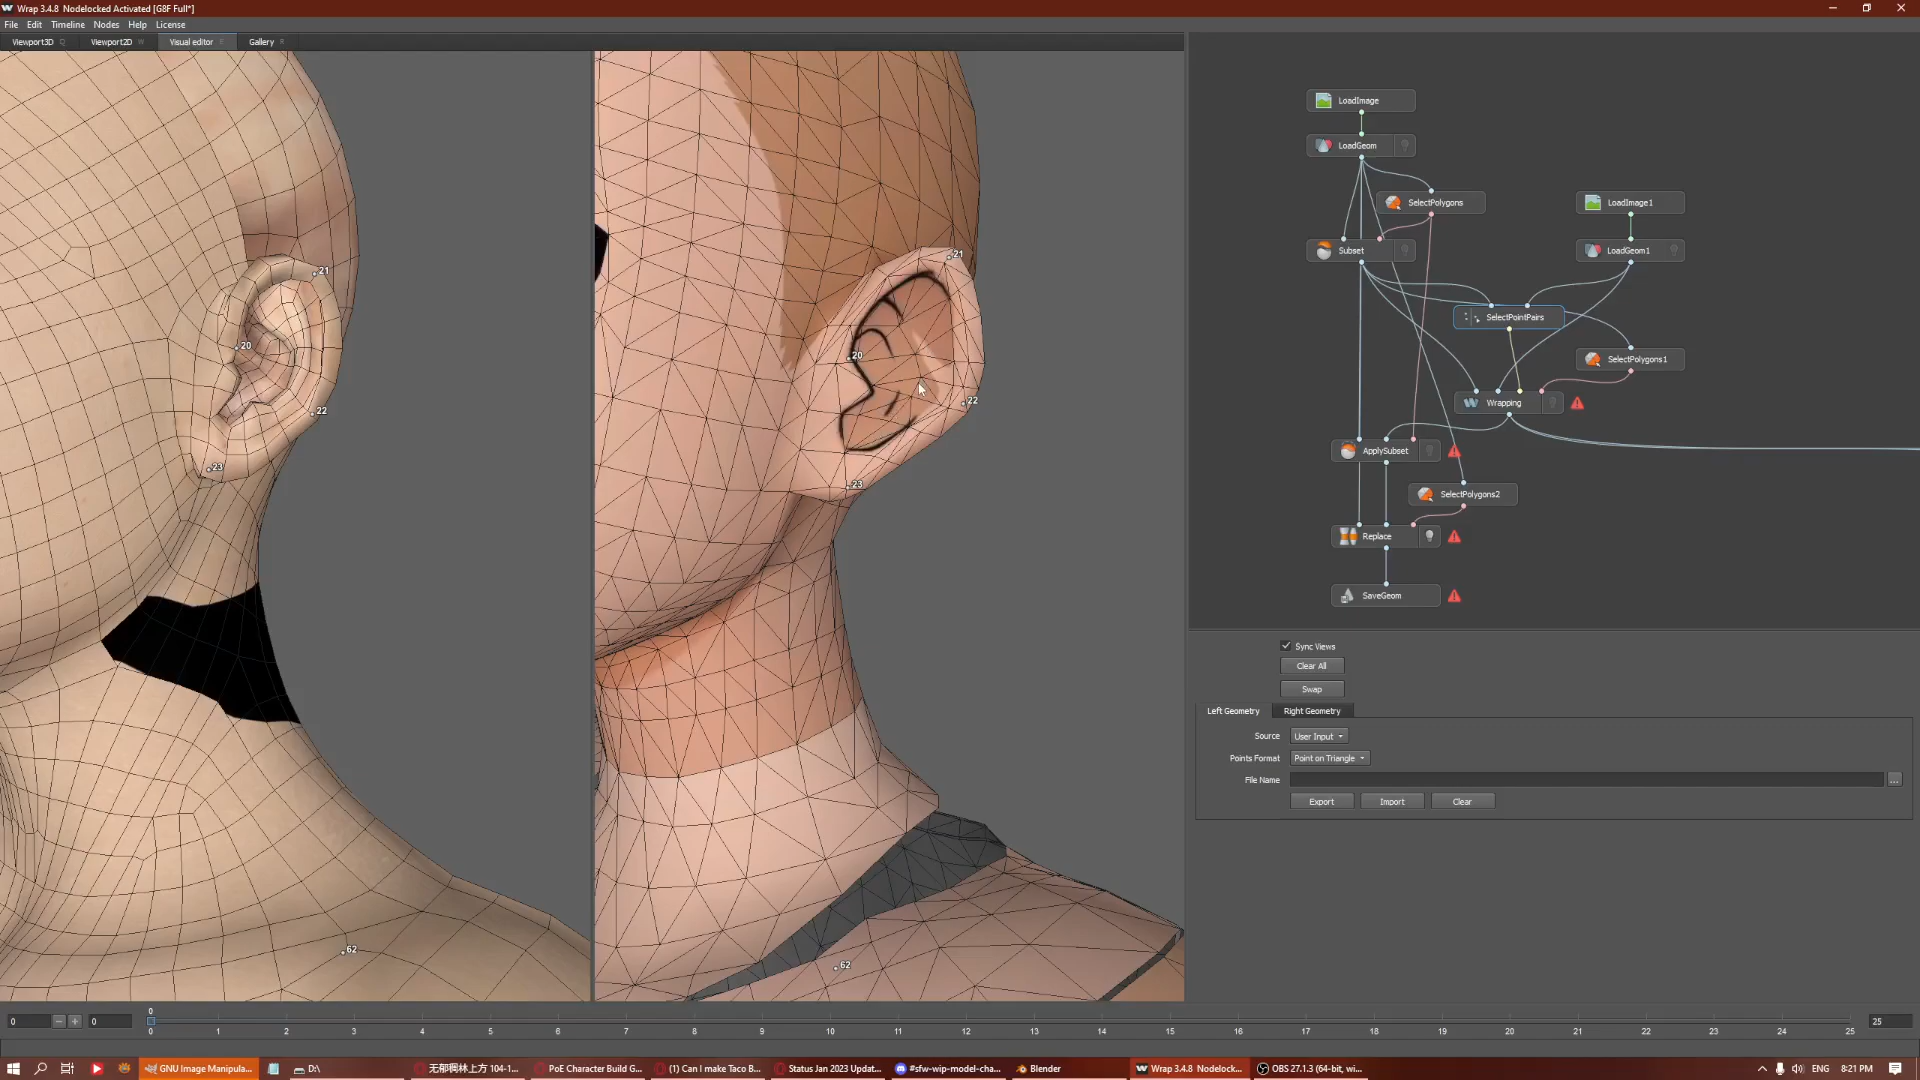 Wrap 3.4.8 Nodelocked Activated [G8F Full*]
File Edit Timeline Nodes Help License
Viewport3D Q Viewport2D W Visual editor E Gallery R
LoadImage
LoadGeom
SelectPolygons
LoadImage1
Subset
LoadGeom1
21
21
SelectPointPairs
20
20
SelectPolygons1
22
22
Wrapping
ApplySubset
23
23
SelectPolygons2
Replace
SaveGeom
Sync Views
Clear All
Swap
Left Geometry Right Geometry
Source User Input
Points Format Point on Triangle
File Name ...
Export Import Clear
62
62
0 0 0 25
0 1 2 3 4 5 6 7 8 9 10 11 12 13 14 15 16 17 18 19 20 21 22 23 24 25
GNU Image Manipula... D:\ 无郁稠林上方 104-1... PoE Character Build G... (1) Can I make Taco B... Status Jan 2023 Updat... #sfw-wip-model-cha... Blender Wrap 3.4.8 Nodelock... OBS 27.1.3 (64-bit, wi... ENG 8:21 PM